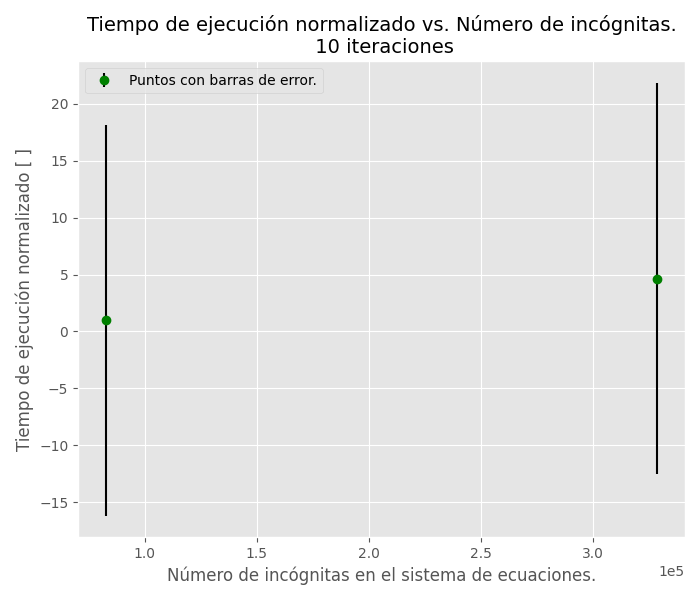 Tiempo de ejecución normalizado vs. Número de incógnitas.
10 iteraciones
Puntos con barras de error.
Tiempo de ejecución normalizado [ ]
20
15
10
5
0
−5
−10
−15
1.0 1.5 2.0 2.5 3.0
1e5
Número de incógnitas en el sistema de ecuaciones.